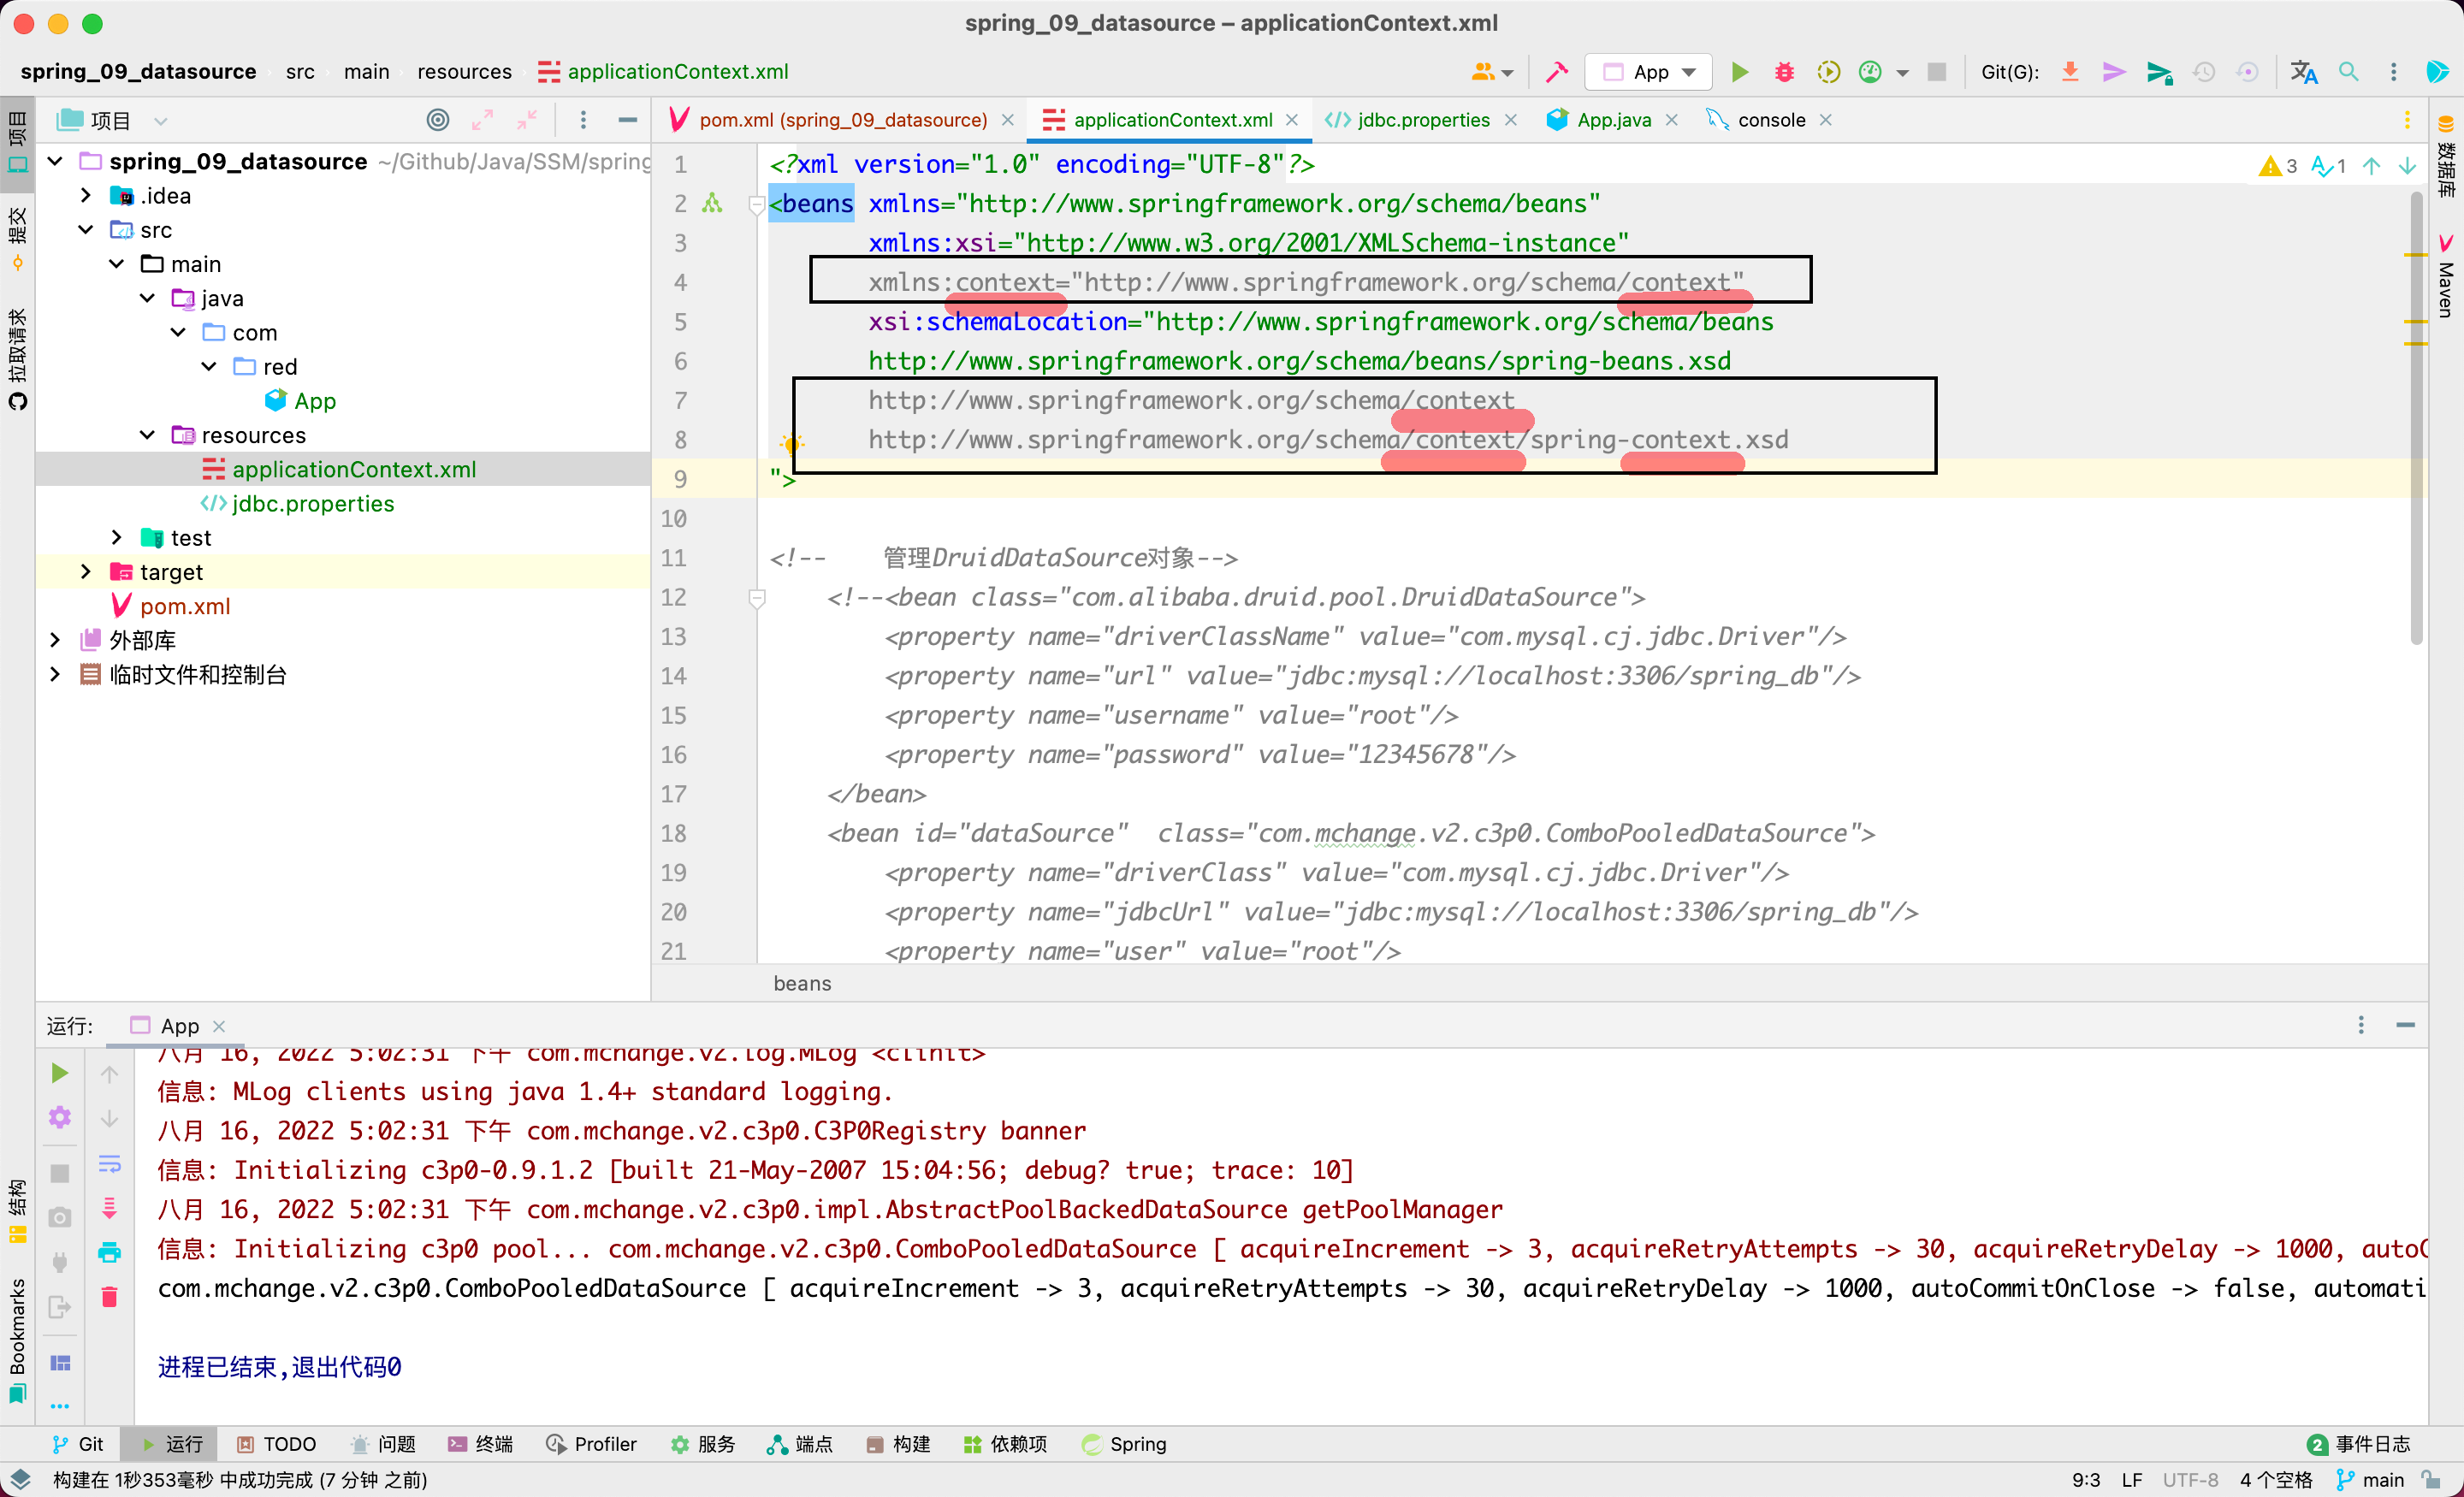 spring_09_datasource – applicationContext.xml
spring_09_datasource src main resources applicationContext.xml
App
Git(G):
项目
pom.xml (spring_09_datasource)
applicationContext.xml
jdbc.properties
App.java
console
项目
提交
拉取请求
结构
Bookmarks
数据库
Maven
spring_09_datasource ~/Github/Java/SSM/spring
.idea
src
main
java
com
red
App
resources
applicationContext.xml
jdbc.properties
test
target
pom.xml
外部库
临时文件和控制台
3 1
1 <?xml version="1.0" encoding="UTF-8"?>
2 <beans xmlns="http://www.springframework.org/schema/beans"
3 xmlns:xsi="http://www.w3.org/2001/XMLSchema-instance"
4 xmlns:context="http://www.springframework.org/schema/context"
5 xsi:schemaLocation="http://www.springframework.org/schema/beans
6 http://www.springframework.org/schema/beans/spring-beans.xsd
7 http://www.springframework.org/schema/context
8 http://www.springframework.org/schema/context/spring-context.xsd
9 ">
10
11 <!-- 管理DruidDataSource对象-->
12 <!--<bean class="com.alibaba.druid.pool.DruidDataSource">
13 <property name="driverClassName" value="com.mysql.cj.jdbc.Driver"/>
14 <property name="url" value="jdbc:mysql://localhost:3306/spring_db"/>
15 <property name="username" value="root"/>
16 <property name="password" value="12345678"/>
17 </bean>
18 <bean id="dataSource" class="com.mchange.v2.c3p0.ComboPooledDataSource">
19 <property name="driverClass" value="com.mysql.cj.jdbc.Driver"/>
20 <property name="jdbcUrl" value="jdbc:mysql://localhost:3306/spring_db"/>
21 <property name="user" value="root"/>
beans
运行: App
八月 16, 2022 5:02:31 下午 com.mchange.v2.log.MLog <clinit>
信息: MLog clients using java 1.4+ standard logging.
八月 16, 2022 5:02:31 下午 com.mchange.v2.c3p0.C3P0Registry banner
信息: Initializing c3p0-0.9.1.2 [built 21-May-2007 15:04:56; debug? true; trace: 10]
八月 16, 2022 5:02:31 下午 com.mchange.v2.c3p0.impl.AbstractPoolBackedDataSource getPoolManager
信息: Initializing c3p0 pool... com.mchange.v2.c3p0.ComboPooledDataSource [ acquireIncrement -> 3, acquireRetryAttempts -> 30, acquireRetryDelay -> 1000, autoC
com.mchange.v2.c3p0.ComboPooledDataSource [ acquireIncrement -> 3, acquireRetryAttempts -> 30, acquireRetryDelay -> 1000, autoCommitOnClose -> false, automati
进程已结束,退出代码0
Git 运行 TODO 问题 终端 Profiler 服务 端点 构建 依赖项 Spring 2 事件日志
构建在 1秒353毫秒 中成功完成 (7 分钟 之前) 9:3 LF UTF-8 4 个空格 main